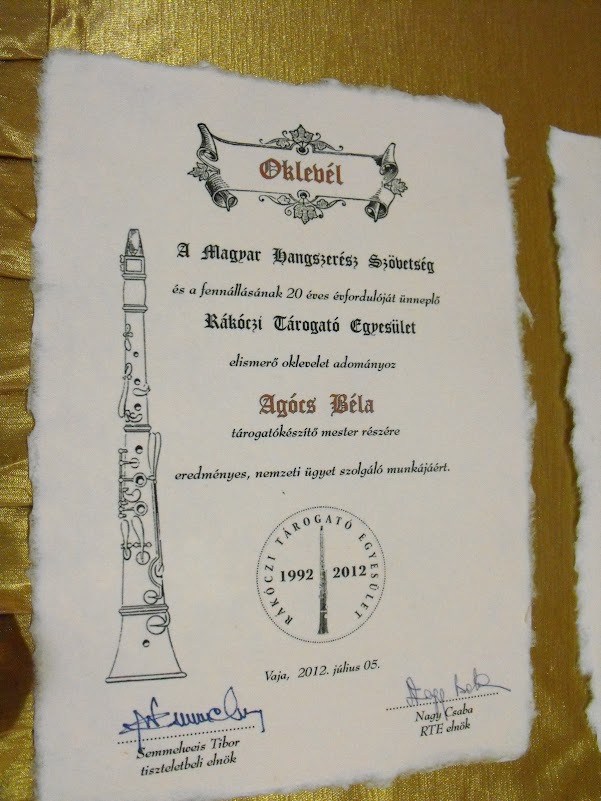 Oklevél
A Magyar Hangszerész Szövetség
és a fennállásának 20 éves évfordulóját ünneplő
Rákóczi Tárogató Egyesület
elismerő oklevelet adományoz
Agócs Béla
tárogatókészítő mester részére
eredményes, nemzeti ügyet szolgáló munkájáért.
RÁKÓCZI TÁROGATÓ EGYESÜLET
1992 2012
Vaja, 2012. július 05.
Semmelweis Tibor
tiszteletbeli elnök
Nagy Csaba
RTE elnök